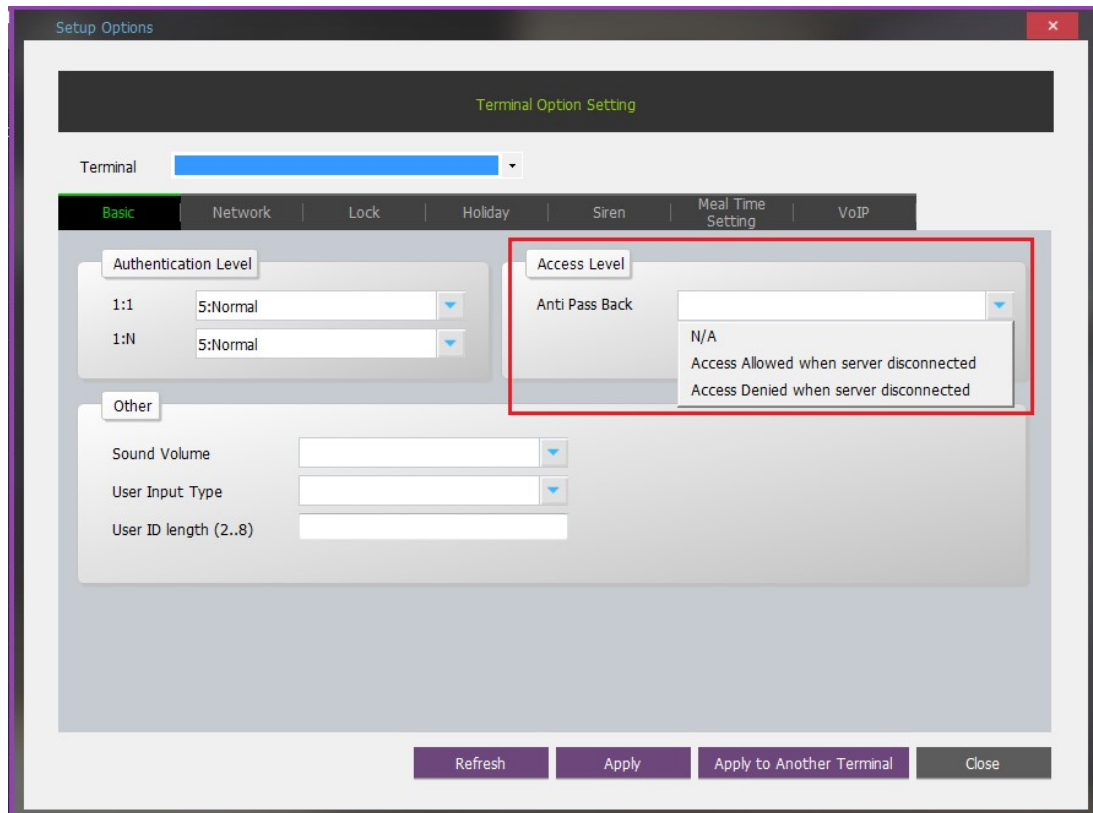 Setup Options
Terminal Option Setting
Terminal
Basic
Network
Lock
Holiday
Siren
Meal Time
Setting
VoIP
Authentication Level
1:1
5:Normal
1:N
5:Normal
Access Level
Anti Pass Back
N/A
Access Allowed when server disconnected
Access Denied when server disconnected
Other
Sound Volume
User Input Type
User ID length (2..8)
Refresh
Apply
Apply to Another Terminal
Close